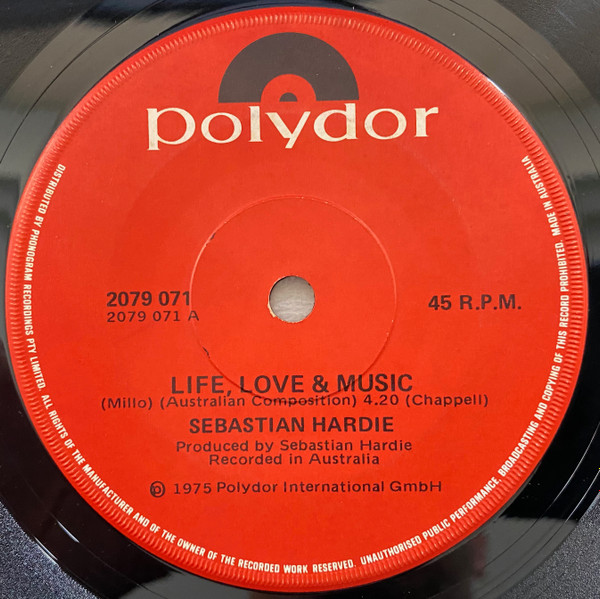 polydor
2079 071
2079 071 A
45 R.P.M.
LIFE, LOVE & MUSIC
(Millo) (Australian Composition) 4.20 (Chappell)
SEBASTIAN HARDIE
Produced by Sebastian Hardie
Recorded in Australia
℗ 1975 Polydor International GmbH
DISTRIBUTED BY PHONOGRAM RECORDINGS PTY LIMITED. ALL RIGHTS OF THE MANUFACTURER AND OF THE OWNER OF THE RECORDED WORK RESERVED. UNAUTHORISED PUBLIC PERFORMANCE, BROADCASTING AND COPYING OF THIS RECORD PROHIBITED. MADE IN AUSTRALIA